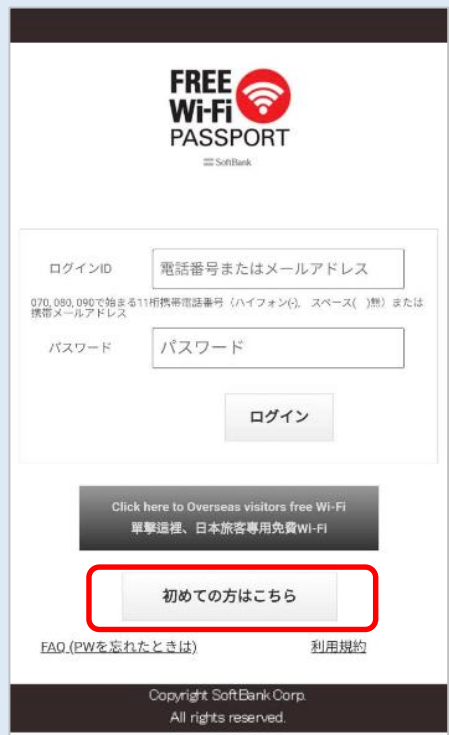 FREE
Wi-Fi
PASSPORT
SoftBank
ログインID
電話番号またはメールアドレス
070, 080, 090で始まる11桁携帯電話番号（ハイフォン(-)、スペース( )無）または
携帯メールアドレス
パスワード
パスワード
ログイン
Click here to Overseas visitors free Wi-Fi
單擊這裡、日本旅客專用免費Wi-Fi
初めての方はこちら
FAQ (PWを忘れたときは)
利用規約
Copyright SoftBank Corp.
All rights reserved.